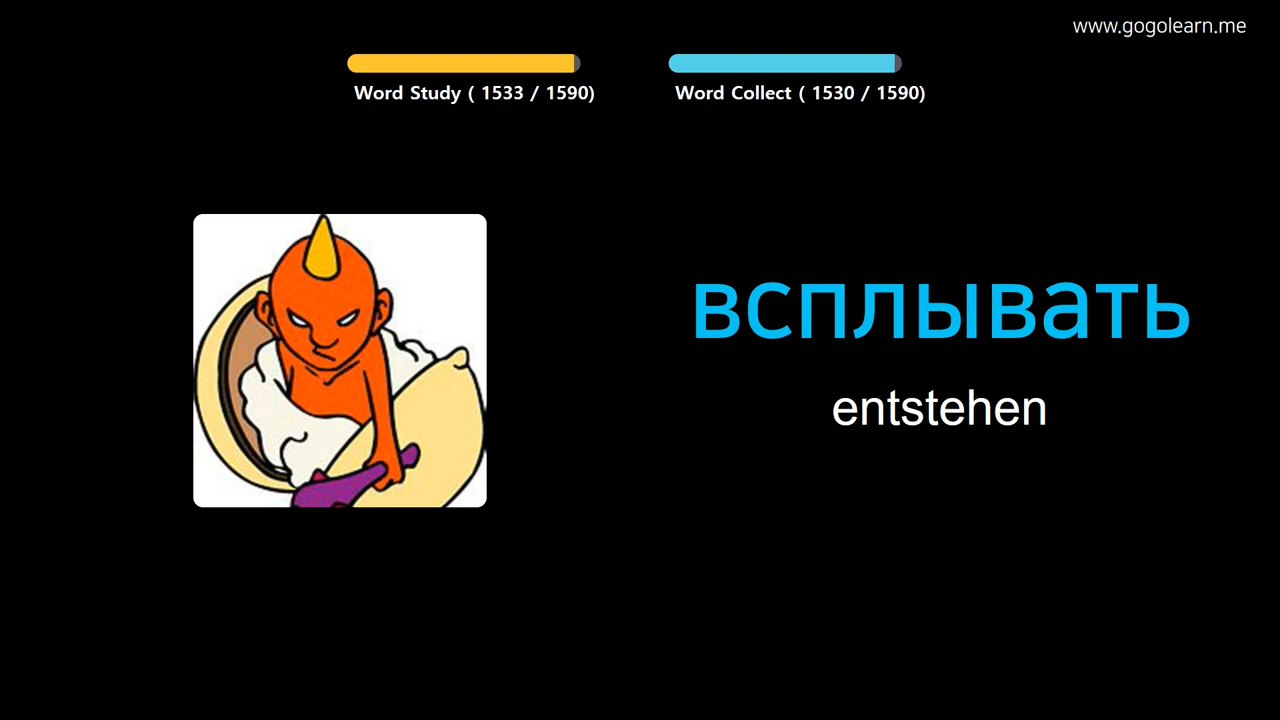 www.gogolearn.me
Word Study ( 1533 / 1590)
Word Collect ( 1530 / 1590)
всплывать
entstehen